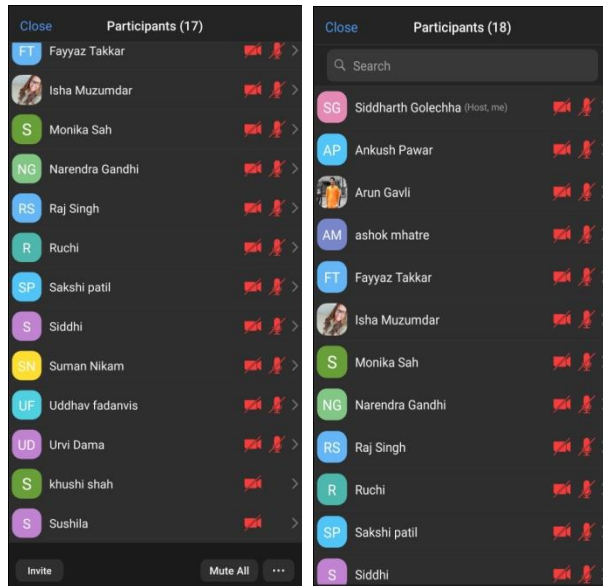 Close Participants (17)
FT Fayyaz Takkar
Isha Muzumdar
S Monika Sah
NG Narendra Gandhi
RS Raj Singh
R Ruchi
SP Sakshi patil
S Siddhi
SN Suman Nikam
UF Uddhav fadanvis
UD Urvi Dama
S khushi shah
S Sushila
Invite Mute All ...
Close Participants (18)
Search
SG Siddharth Golechha (Host, me)
AP Ankush Pawar
Arun Gavli
AM ashok mhatre
FT Fayyaz Takkar
Isha Muzumdar
S Monika Sah
NG Narendra Gandhi
RS Raj Singh
R Ruchi
SP Sakshi patil
S Siddhi